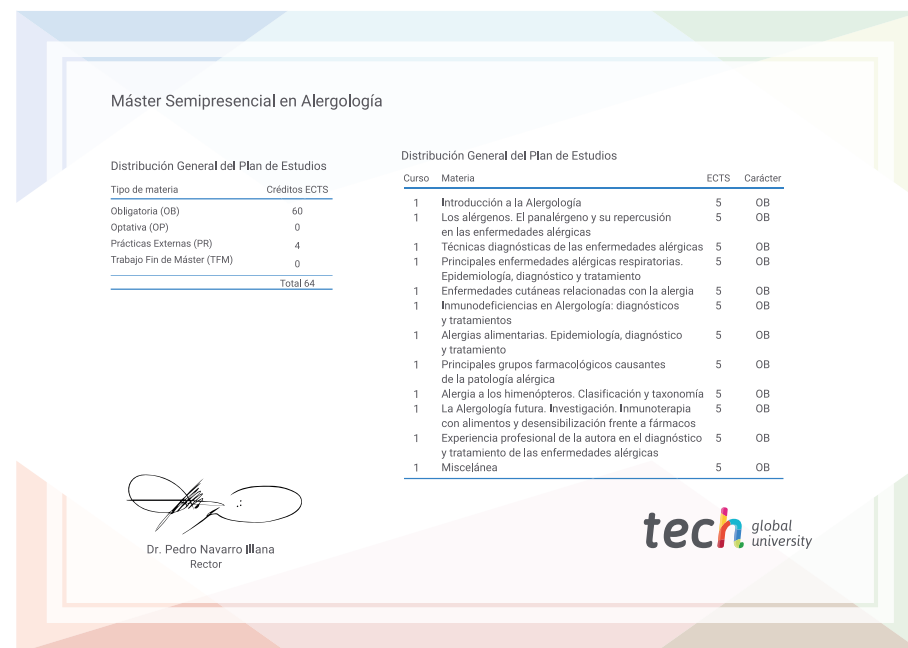 Máster Semipresencial en Alergología
Distribución General del Plan de Estudios
Tipo de materia Créditos ECTS
Obligatoria (OB) 60
Optativa (OP) 0
Prácticas Externas (PR) 4
Trabajo Fin de Máster (TFM) 0
Total 64
Distribución General del Plan de Estudios
Curso Materia ECTS Carácter
1 Introducción a la Alergología 5 OB
1 Los alérgenos. El panalérgeno y su repercusión 5 OB
en las enfermedades alérgicas
1 Técnicas diagnósticas de las enfermedades alérgicas 5 OB
1 Principales enfermedades alérgicas respiratorias. 5 OB
Epidemiología, diagnóstico y tratamiento
1 Enfermedades cutáneas relacionadas con la alergia 5 OB
1 Inmunodeficiencias en Alergología: diagnósticos 5 OB
y tratamientos
1 Alergias alimentarias. Epidemiología, diagnóstico 5 OB
y tratamiento
1 Principales grupos farmacológicos causantes 5 OB
de la patología alérgica
1 Alergia a los himenópteros. Clasificación y taxonomía 5 OB
1 La Alergología futura. Investigación. Inmunoterapia 5 OB
con alimentos y desensibilización frente a fármacos
1 Experiencia profesional de la autora en el diagnóstico 5 OB
y tratamiento de las enfermedades alérgicas
1 Miscelánea 5 OB
Dr. Pedro Navarro Illana
Rector
tech global
university